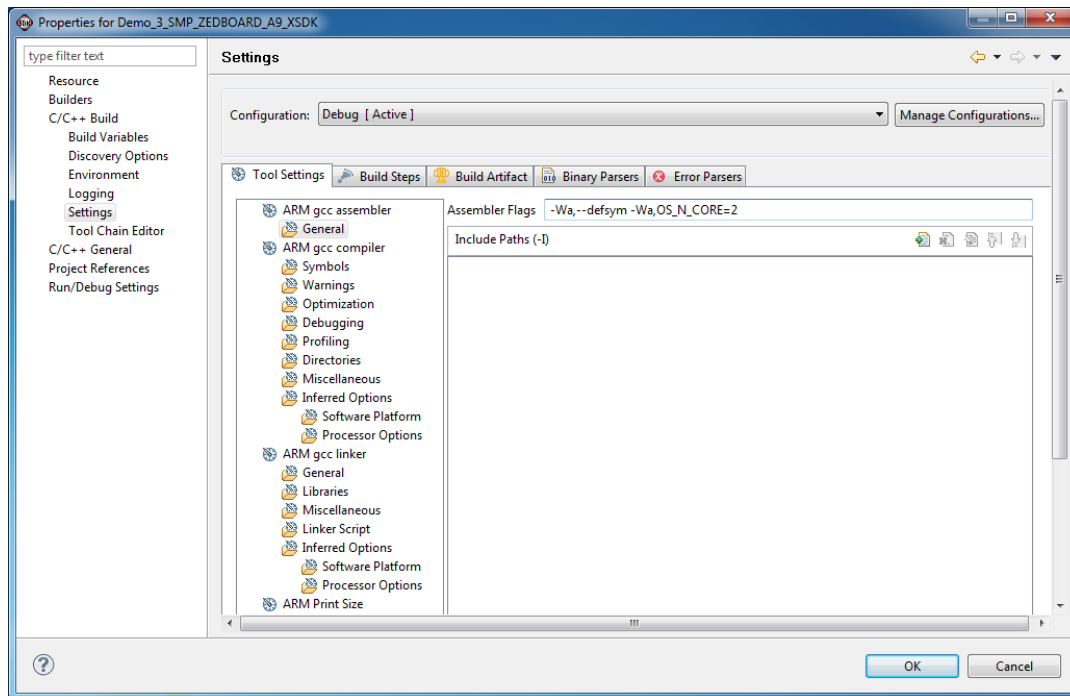 Properties for Demo_3_SMP_ZEDBOARD_A9_XSDK
type filter text
Resource
Builders
C/C++ Build
Build Variables
Discovery Options
Environment
Logging
Settings
Tool Chain Editor
C/C++ General
Project References
Run/Debug Settings
Settings
Configuration: Debug [ Active ] Manage Configurations...
Tool Settings Build Steps Build Artifact Binary Parsers Error Parsers
ARM gcc assembler
General
ARM gcc compiler
Symbols
Warnings
Optimization
Debugging
Profiling
Directories
Miscellaneous
Inferred Options
Software Platform
Processor Options
ARM gcc linker
General
Libraries
Miscellaneous
Linker Script
Inferred Options
Software Platform
Processor Options
ARM Print Size
Assembler Flags -Wa,--defsym -Wa,OS_N_CORE=2
Include Paths (-I)
OK Cancel